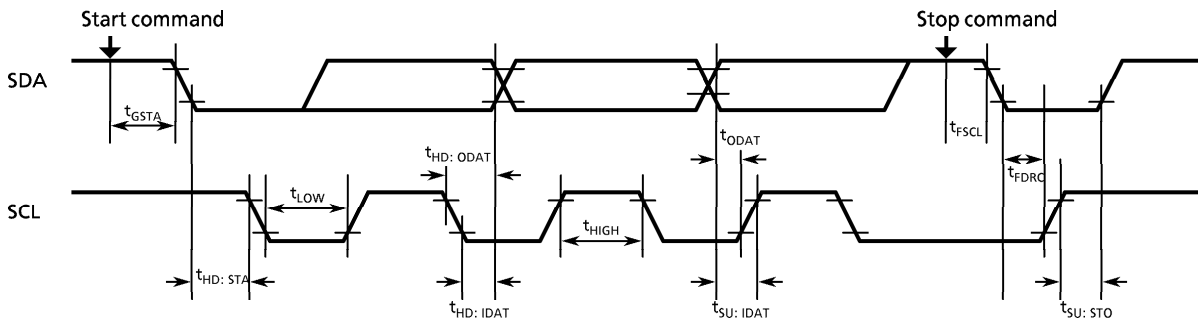 Start command
Stop command
SDA
tGSTA
tODAT
tFSCL
tHD: ODAT
tFDRC
tLOW
SCL
tHIGH
tHD: STA
tHD: IDAT
tSU: IDAT
tSU: STO